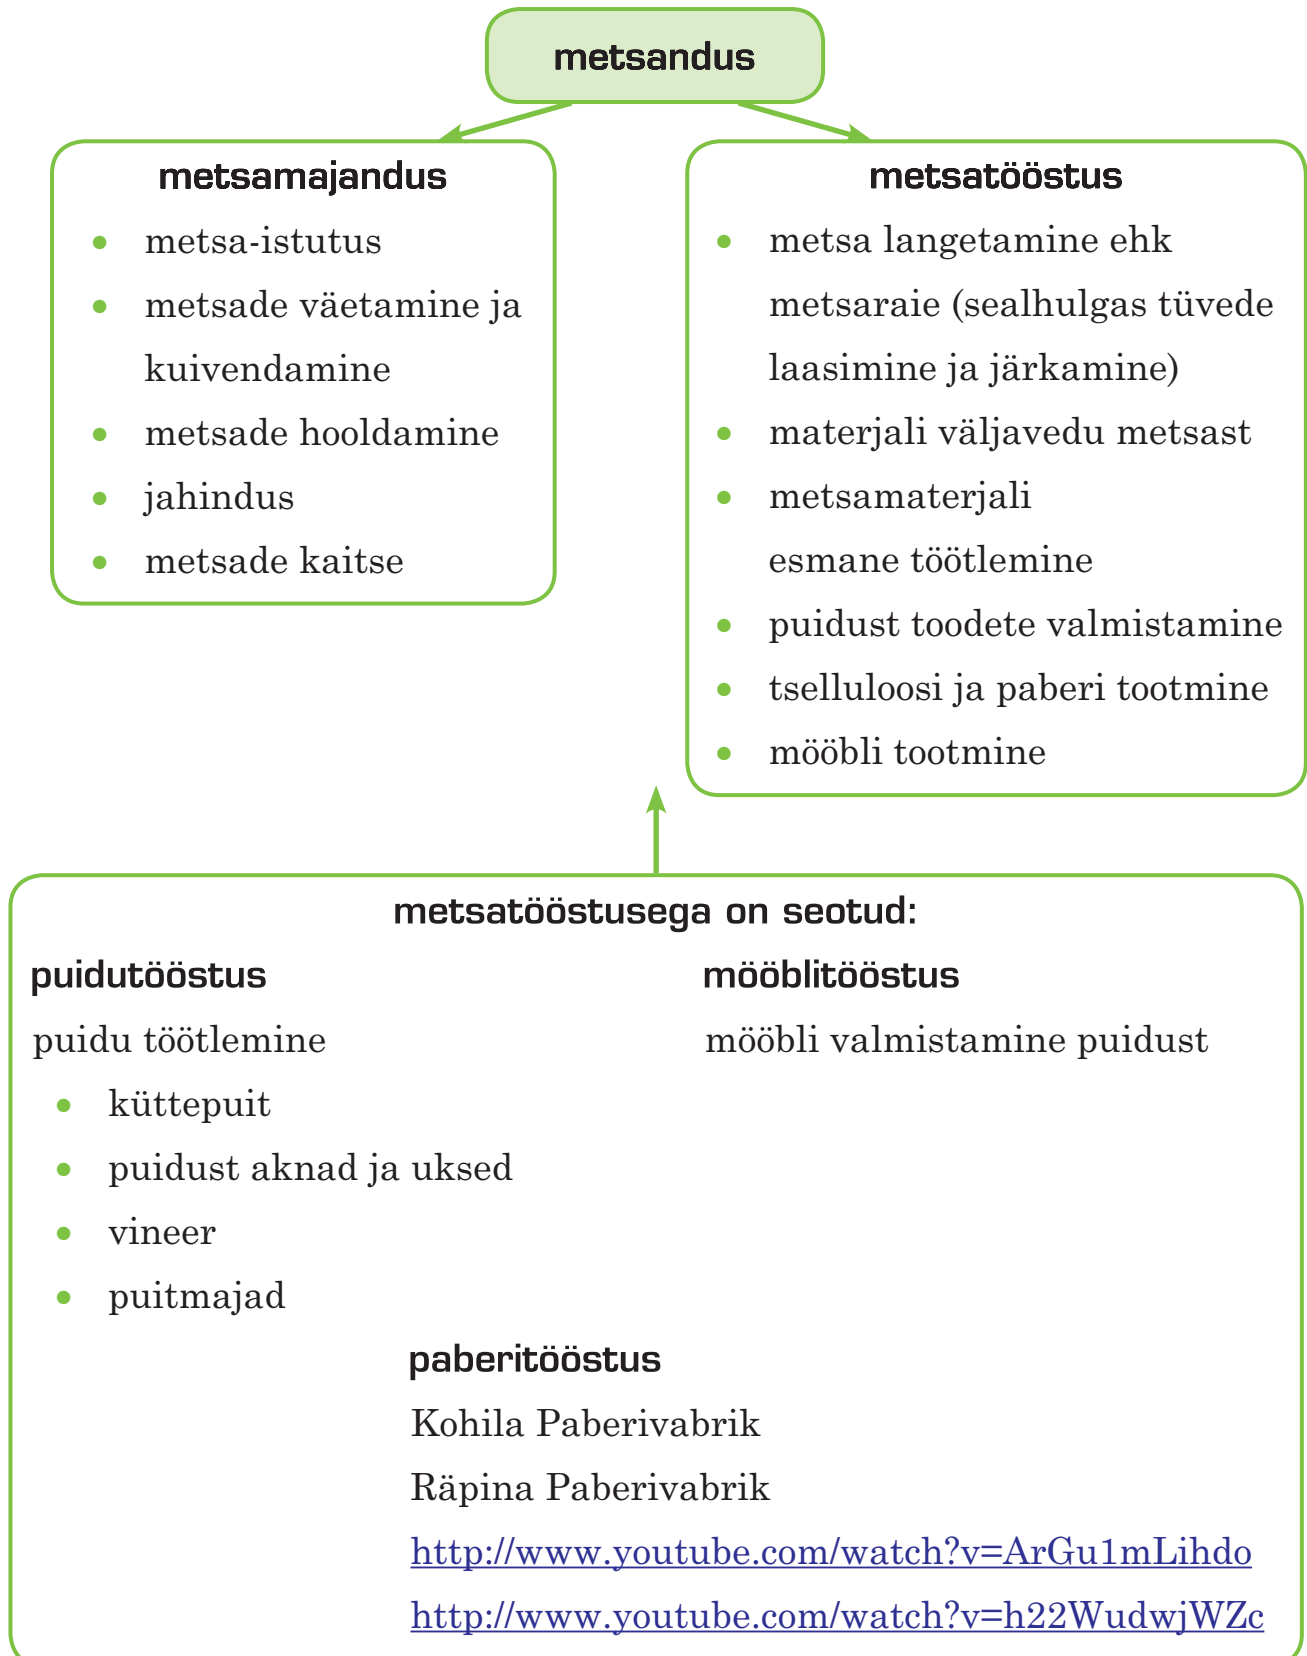 metsandus
metsamajandus
• metsa-istutus
• metsade väetamine ja
kuivendamine
• metsade hooldamine
• jahindus
• metsade kaitse
metsatööstus
• metsa langetamine ehk
metsaraie (sealhulgas tüvede
laasimine ja järkamine)
• materjali väljavedu metsast
• metsamaterjali
esmane töötlemine
• puidust toodete valmistamine
• tselluloosi ja paberi tootmine
• mööbli tootmine
metsatööstusega on seotud:
puidutööstus
puidu töötlemine
• küttepuit
• puidust aknad ja uksed
• vineer
• puitmajad
mööblitööstus
mööbli valmistamine puidust
paberitööstus
Kohila Paberivabrik
Räpina Paberivabrik
http://www.youtube.com/watch?v=ArGu1mLihdo
http://www.youtube.com/watch?v=h22WudwjWZc